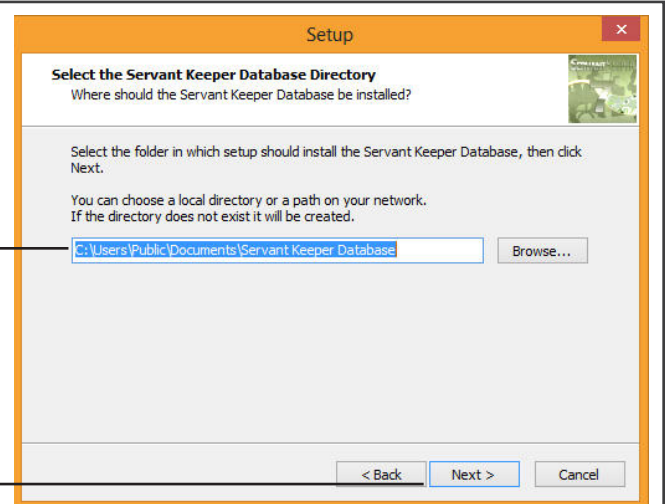 Setup
Select the Servant Keeper Database Directory
Where should the Servant Keeper Database be installed?
Select the folder in which setup should install the Servant Keeper Database, then click
Next.
You can choose a local directory or a path on your network.
If the directory does not exist it will be created.
C:\Users\Public\Documents\Servant Keeper Database
Browse...
< Back
Next >
Cancel